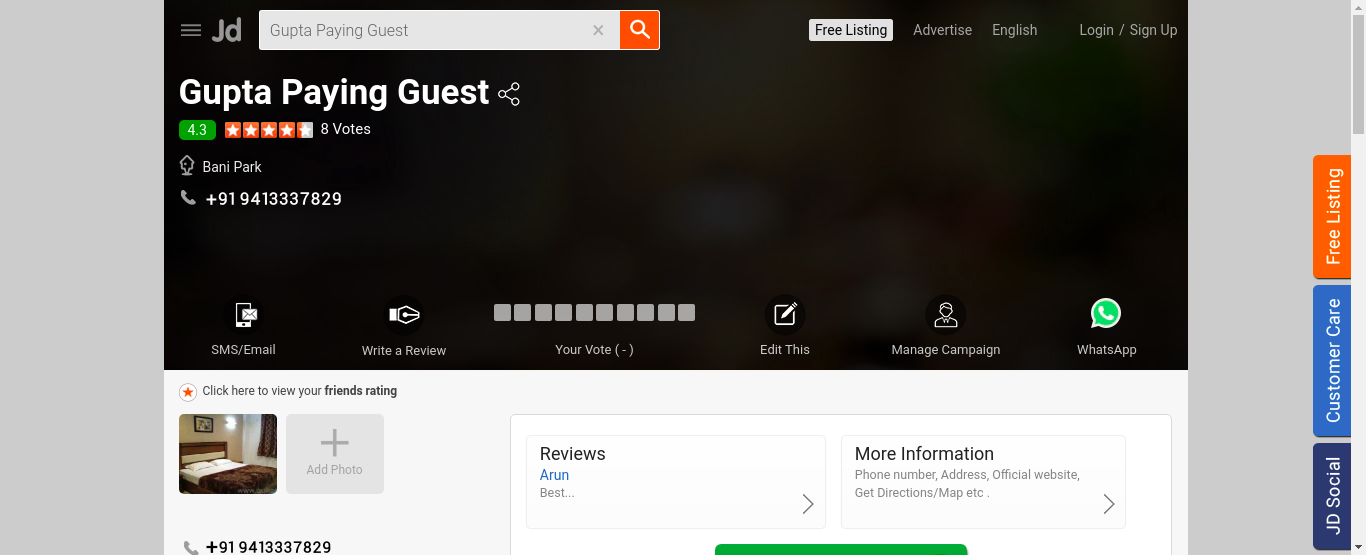 Jd
Gupta Paying Guest
Free Listing
Advertise
English
Login / Sign Up
Gupta Paying Guest
4.3
8 Votes
Bani Park
+91 9413337829
SMS/Email
Write a Review
Your Vote ( - )
Edit This
Manage Campaign
WhatsApp
Click here to view your friends rating
Add Photo
Reviews
Arun
Best...
More Information
Phone number, Address, Official website,
Get Directions/Map etc .
+91 9413337829
Free Listing
Customer Care
JD Social